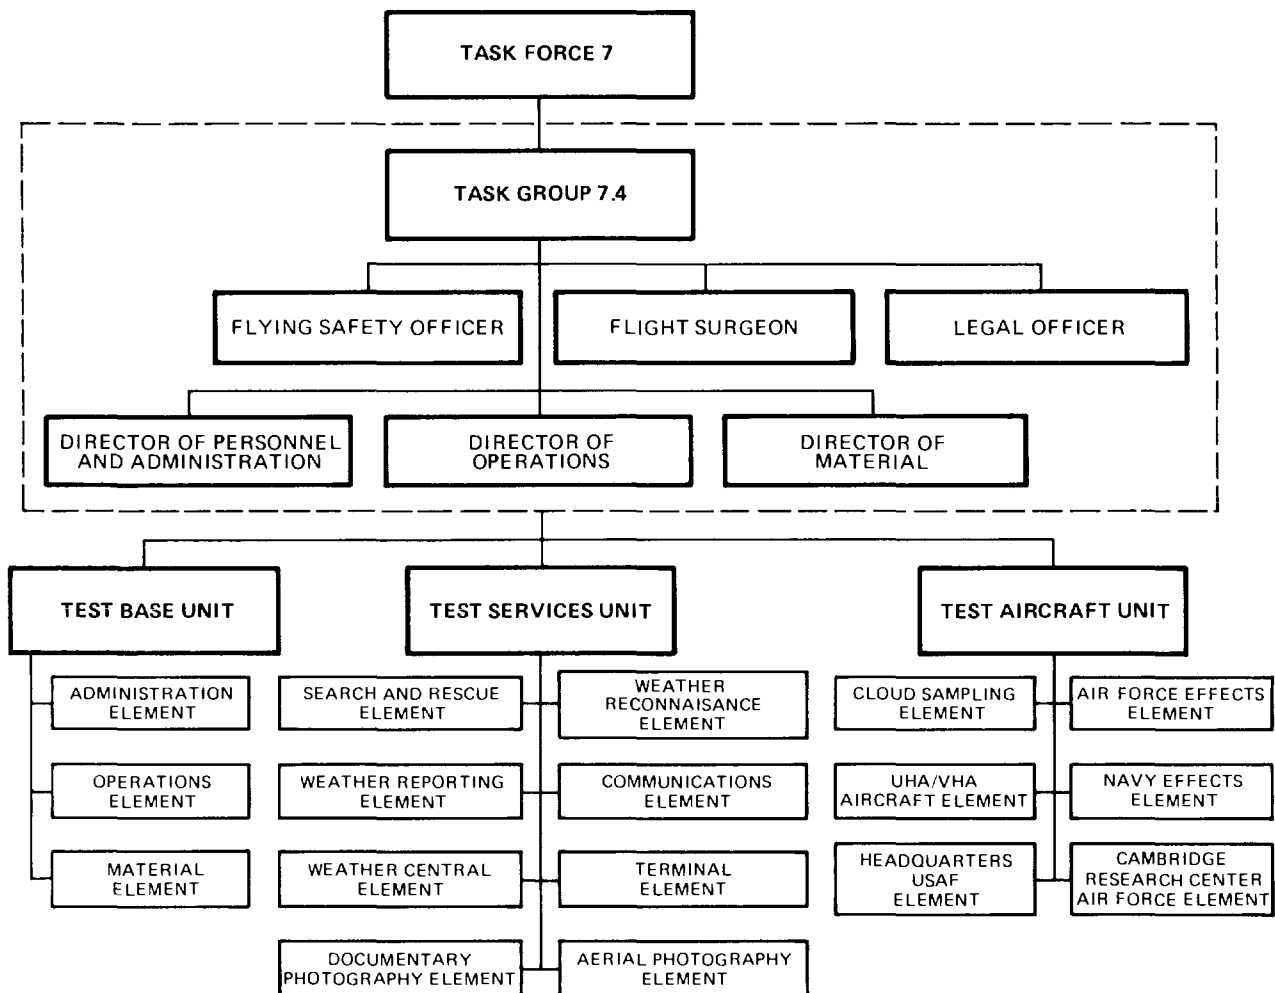 TASK FORCE 7
TASK GROUP 7.4
FLYING SAFETY OFFICER
FLIGHT SURGEON
LEGAL OFFICER
DIRECTOR OF PERSONNEL
AND ADMINISTRATION
DIRECTOR OF
OPERATIONS
DIRECTOR OF
MATERIAL
TEST BASE UNIT
TEST SERVICES UNIT
TEST AIRCRAFT UNIT
ADMINISTRATION
ELEMENT
OPERATIONS
ELEMENT
MATERIAL
ELEMENT
SEARCH AND RESCUE
ELEMENT
WEATHER
RECONNAISANCE
ELEMENT
WEATHER REPORTING
ELEMENT
COMMUNICATIONS
ELEMENT
WEATHER CENTRAL
ELEMENT
TERMINAL
ELEMENT
DOCUMENTARY
PHOTOGRAPHY ELEMENT
AERIAL PHOTOGRAPHY
ELEMENT
CLOUD SAMPLING
ELEMENT
AIR FORCE EFFECTS
ELEMENT
UHA/VHA
AIRCRAFT ELEMENT
NAVY EFFECTS
ELEMENT
HEADQUARTERS
USAF
ELEMENT
CAMBRIDGE
RESEARCH CENTER
AIR FORCE ELEMENT